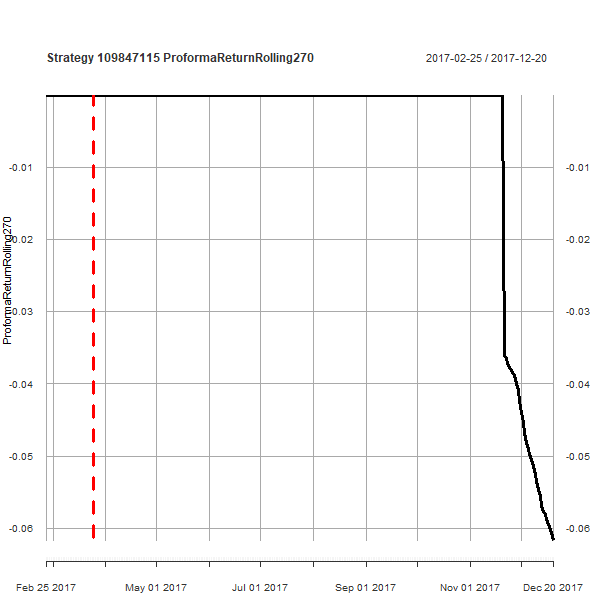 Strategy 109847115 ProformaReturnRolling270
2017-02-25 / 2017-12-20
ProformaReturnRolling270
-0.01 -0.01
-0.02 -0.02
-0.03 -0.03
-0.04 -0.04
-0.05 -0.05
-0.06 -0.06
Feb 25 2017 May 01 2017 Jul 01 2017 Sep 01 2017 Nov 01 2017 Dec 20 2017